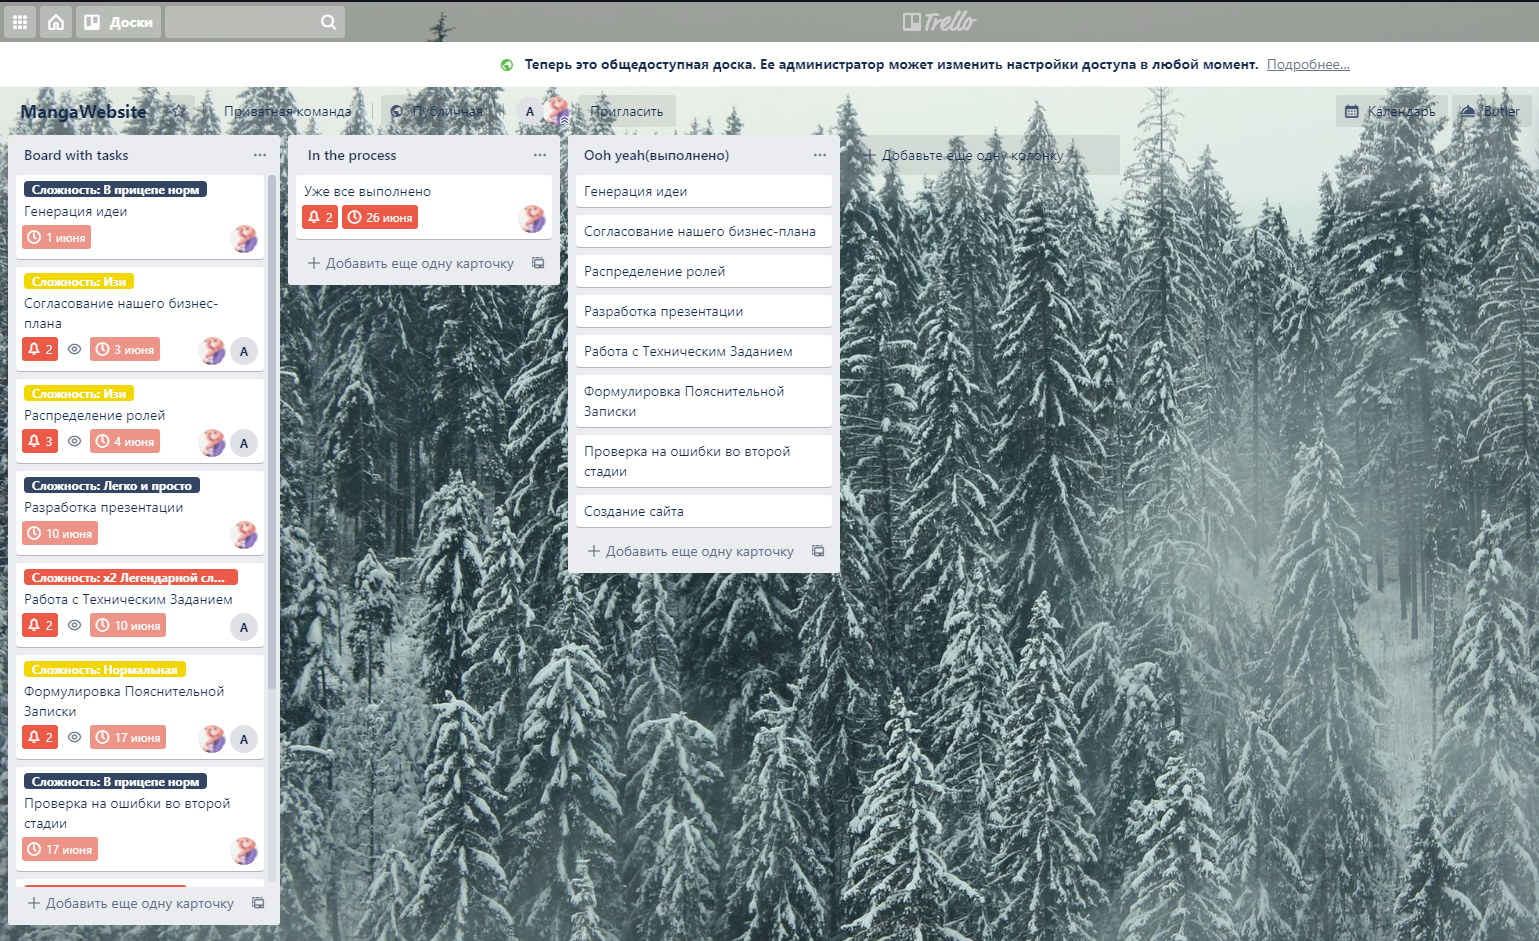 Доски
Trello
Теперь это общедоступная доска. Ее администратор может изменить настройки доступа в любой момент. Подробнее...
MangaWebsite
Приватная команда
Публичная
A
Пригласить
Календарь
Butler
Board with tasks
Сложность: В прицепе норм
Генерация идеи
1 июня
Сложность: Изи
Согласование нашего бизнес-
плана
2
3 июня
A
Сложность: Изи
Распределение ролей
3
4 июня
A
Сложность: Легко и просто
Разработка презентации
10 июня
Сложность: x2 Легендарной сл...
Работа с Техническим Заданием
2
10 июня
A
Сложность: Нормальная
Формулировка Пояснительной
Записки
2
17 июня
A
Сложность: В прицепе норм
Проверка на ошибки во второй
стадии
17 июня
Добавить еще одну карточку
In the process
Уже все выполнено
2
26 июня
Добавить еще одну карточку
Ooh yeah(выполнено)
Генерация идеи
Согласование нашего бизнес-плана
Распределение ролей
Разработка презентации
Работа с Техническим Заданием
Формулировка Пояснительной
Записки
Проверка на ошибки во второй
стадии
Создание сайта
Добавить еще одну карточку
Добавьте еще одну колонку